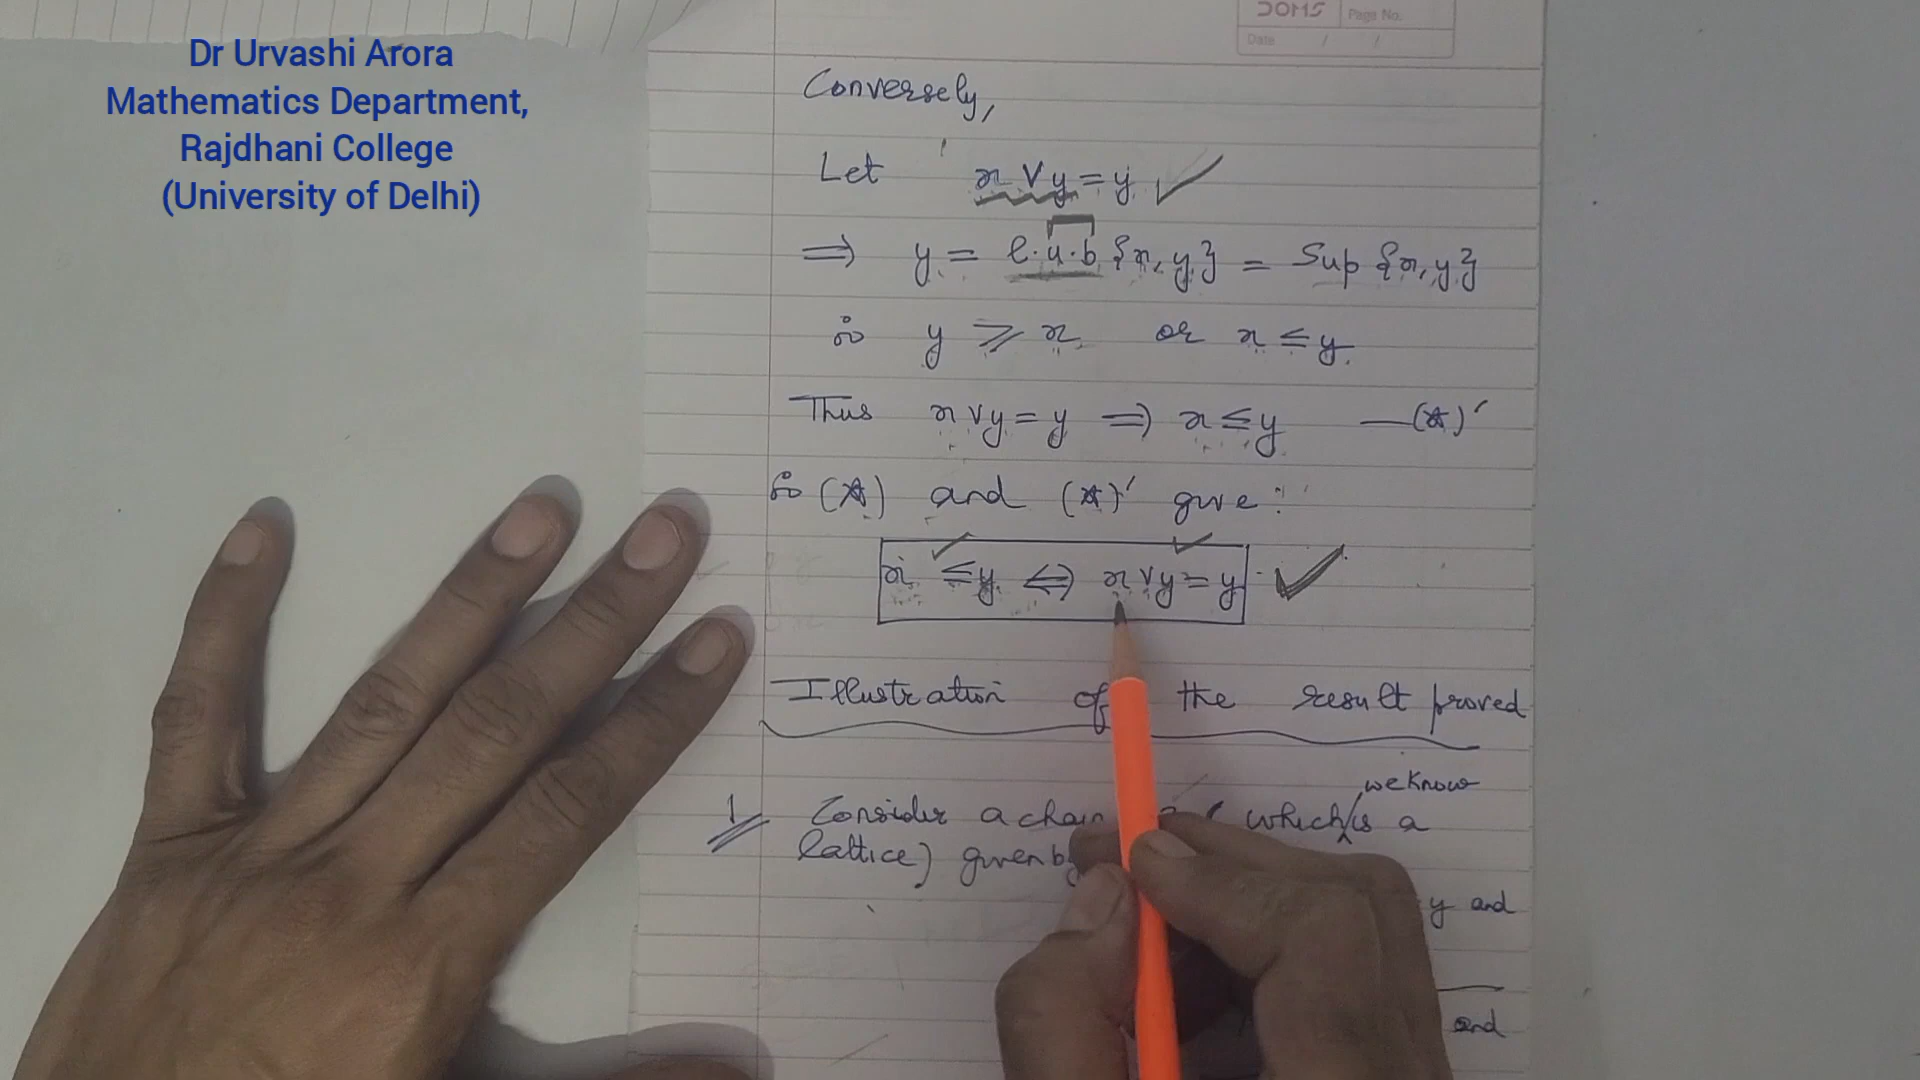 Dr Urvashi Arora
Mathematics Department,
Rajdhani College
(University of Delhi)
DOMS Page No.
Date / /
Conversely,
Let x ∨ y = y ✓
⇒ y = l.u.b {x, y} = Sup {x, y}
∴ y ≥ x or x ≤ y.
Thus x ∨ y = y ⇒ x ≤ y —(☆)'
∴ (☆) and (☆)' give :
x ≤ y ⇔ x ∨ y = y ✓
Illustration of the result proved
we know
1 Consider a chain (which is a
lattice) given by
y and
and